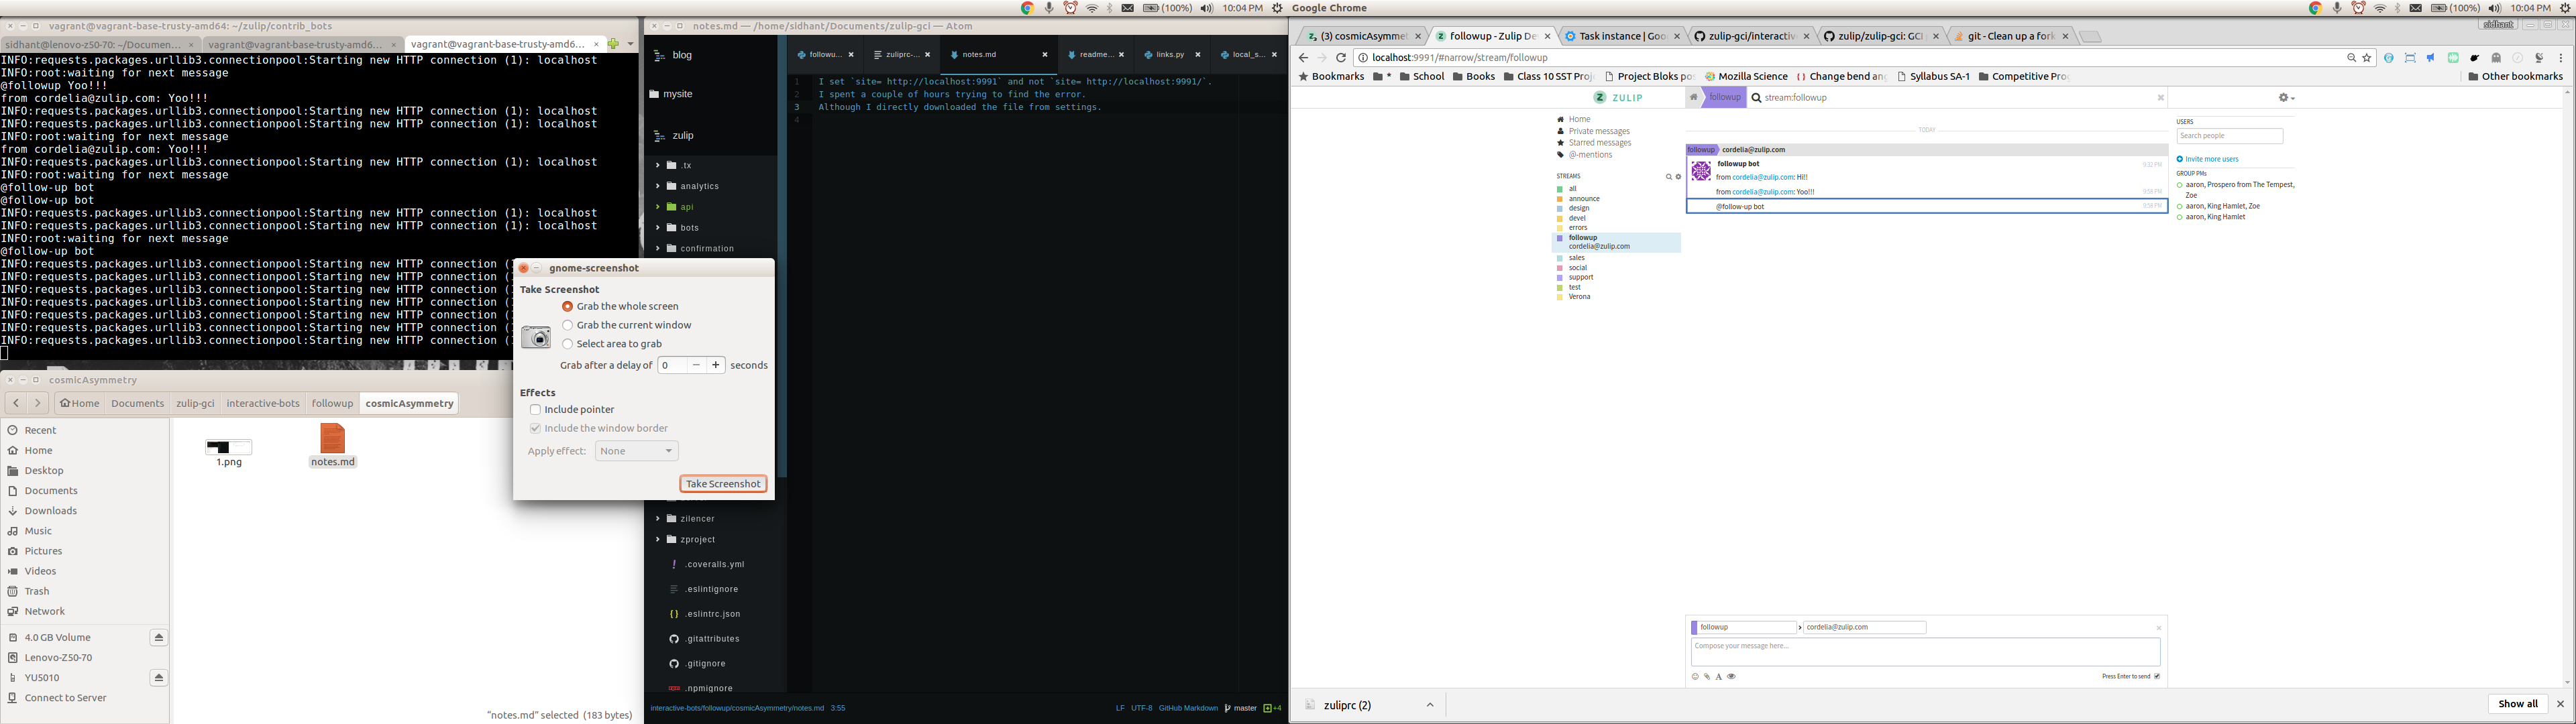 (100%) 10:04 PM Google Chrome (100%) 10:04 PM
vagrant@vagrant-base-trusty-amd64: ~/zulip/contrib_bots
sidhant@lenovo-z50-70: ~/Documen... vagrant@vagrant-base-trusty-amd6... vagrant@vagrant-base-trusty-amd6...
INFO:requests.packages.urllib3.connectionpool:Starting new HTTP connection (1): localhost
INFO:root:waiting for next message
@followup Yoo!!!
from cordelia@zulip.com: Yoo!!!
INFO:requests.packages.urllib3.connectionpool:Starting new HTTP connection (1): localhost
INFO:requests.packages.urllib3.connectionpool:Starting new HTTP connection (1): localhost
INFO:root:waiting for next message
from cordelia@zulip.com: Yoo!!!
INFO:requests.packages.urllib3.connectionpool:Starting new HTTP connection (1): localhost
INFO:root:waiting for next message
@follow-up bot
@follow-up bot
INFO:requests.packages.urllib3.connectionpool:Starting new HTTP connection (1): localhost
INFO:requests.packages.urllib3.connectionpool:Starting new HTTP connection (1): localhost
INFO:root:waiting for next message
@follow-up bot
INFO:requests.packages.urllib3.connectionpool:Starting new HTTP connection (
INFO:requests.packages.urllib3.connectionpool:Starting new HTTP connection (
INFO:requests.packages.urllib3.connectionpool:Starting new HTTP connection (
INFO:requests.packages.urllib3.connectionpool:Starting new HTTP connection (
INFO:requests.packages.urllib3.connectionpool:Starting new HTTP connection (
INFO:requests.packages.urllib3.connectionpool:Starting new HTTP connection (
INFO:requests.packages.urllib3.connectionpool:Starting new HTTP connection (
cosmicAsymmetry
Home Documents zulip-gci interactive-bots followup cosmicAsymmetry
Recent
Home
Desktop
Documents
Downloads
Music
Pictures
Videos
Trash
Network
4.0 GB Volume
Lenovo-Z50-70
YU5010
Connect to Server
1.png
notes.md
"notes.md" selected (183 bytes)
gnome-screenshot
Take Screenshot
Grab the whole screen
Grab the current window
Select area to grab
Grab after a delay of 0 − + seconds
Effects
Include pointer
Include the window border
Apply effect: None
Take Screenshot
notes.md — /home/sidhant/Documents/zulip-gci — Atom
blog
mysite
zulip
.tx
analytics
api
bots
confirmation
zilencer
zproject
.coveralls.yml
.eslintignore
.eslintrc.json
.gitattributes
.gitignore
.npmignore
followu... zuliprc-... notes.md readme... links.py local_s...
1 I set `site= http://localhost:9991` and not `site= http://localhost:9991/`.
2 I spent a couple of hours trying to find the error.
3 Although I directly downloaded the file from settings.
4
interactive-bots/followup/cosmicAsymmetry/notes.md 3:55 LF UTF-8 GitHub Markdown master +4
sidhant
(3) cosmicAsymmet followup - Zulip De Task instance | Goo zulip-gci/interactiv zulip/zulip-gci: GCI git - Clean up a fork
localhost:9991/#narrow/stream/followup
Bookmarks * School Books Class 10 SST Proj Project Bloks pos Mozilla Science Change bend an Syllabus SA-1 Competitive Pro Other bookmarks
ZULIP
followup stream:followup
Home
Private messages
Starred messages
@-mentions
STREAMS
all
announce
design
devel
errors
followup
cordelia@zulip.com
sales
social
support
test
Verona
TODAY
followup cordelia@zulip.com
followup bot 9:32 PM
from cordelia@zulip.com: Hi!!
from cordelia@zulip.com: Yoo!!! 9:58 PM
@follow-up bot 9:58 PM
USERS
Search people
Invite more users
GROUP PMs
aaron, Prospero from The Tempest,
Zoe
aaron, King Hamlet, Zoe
aaron, King Hamlet
followup › cordelia@zulip.com
Compose your message here...
Press Enter to send
zuliprc (2)
Show all